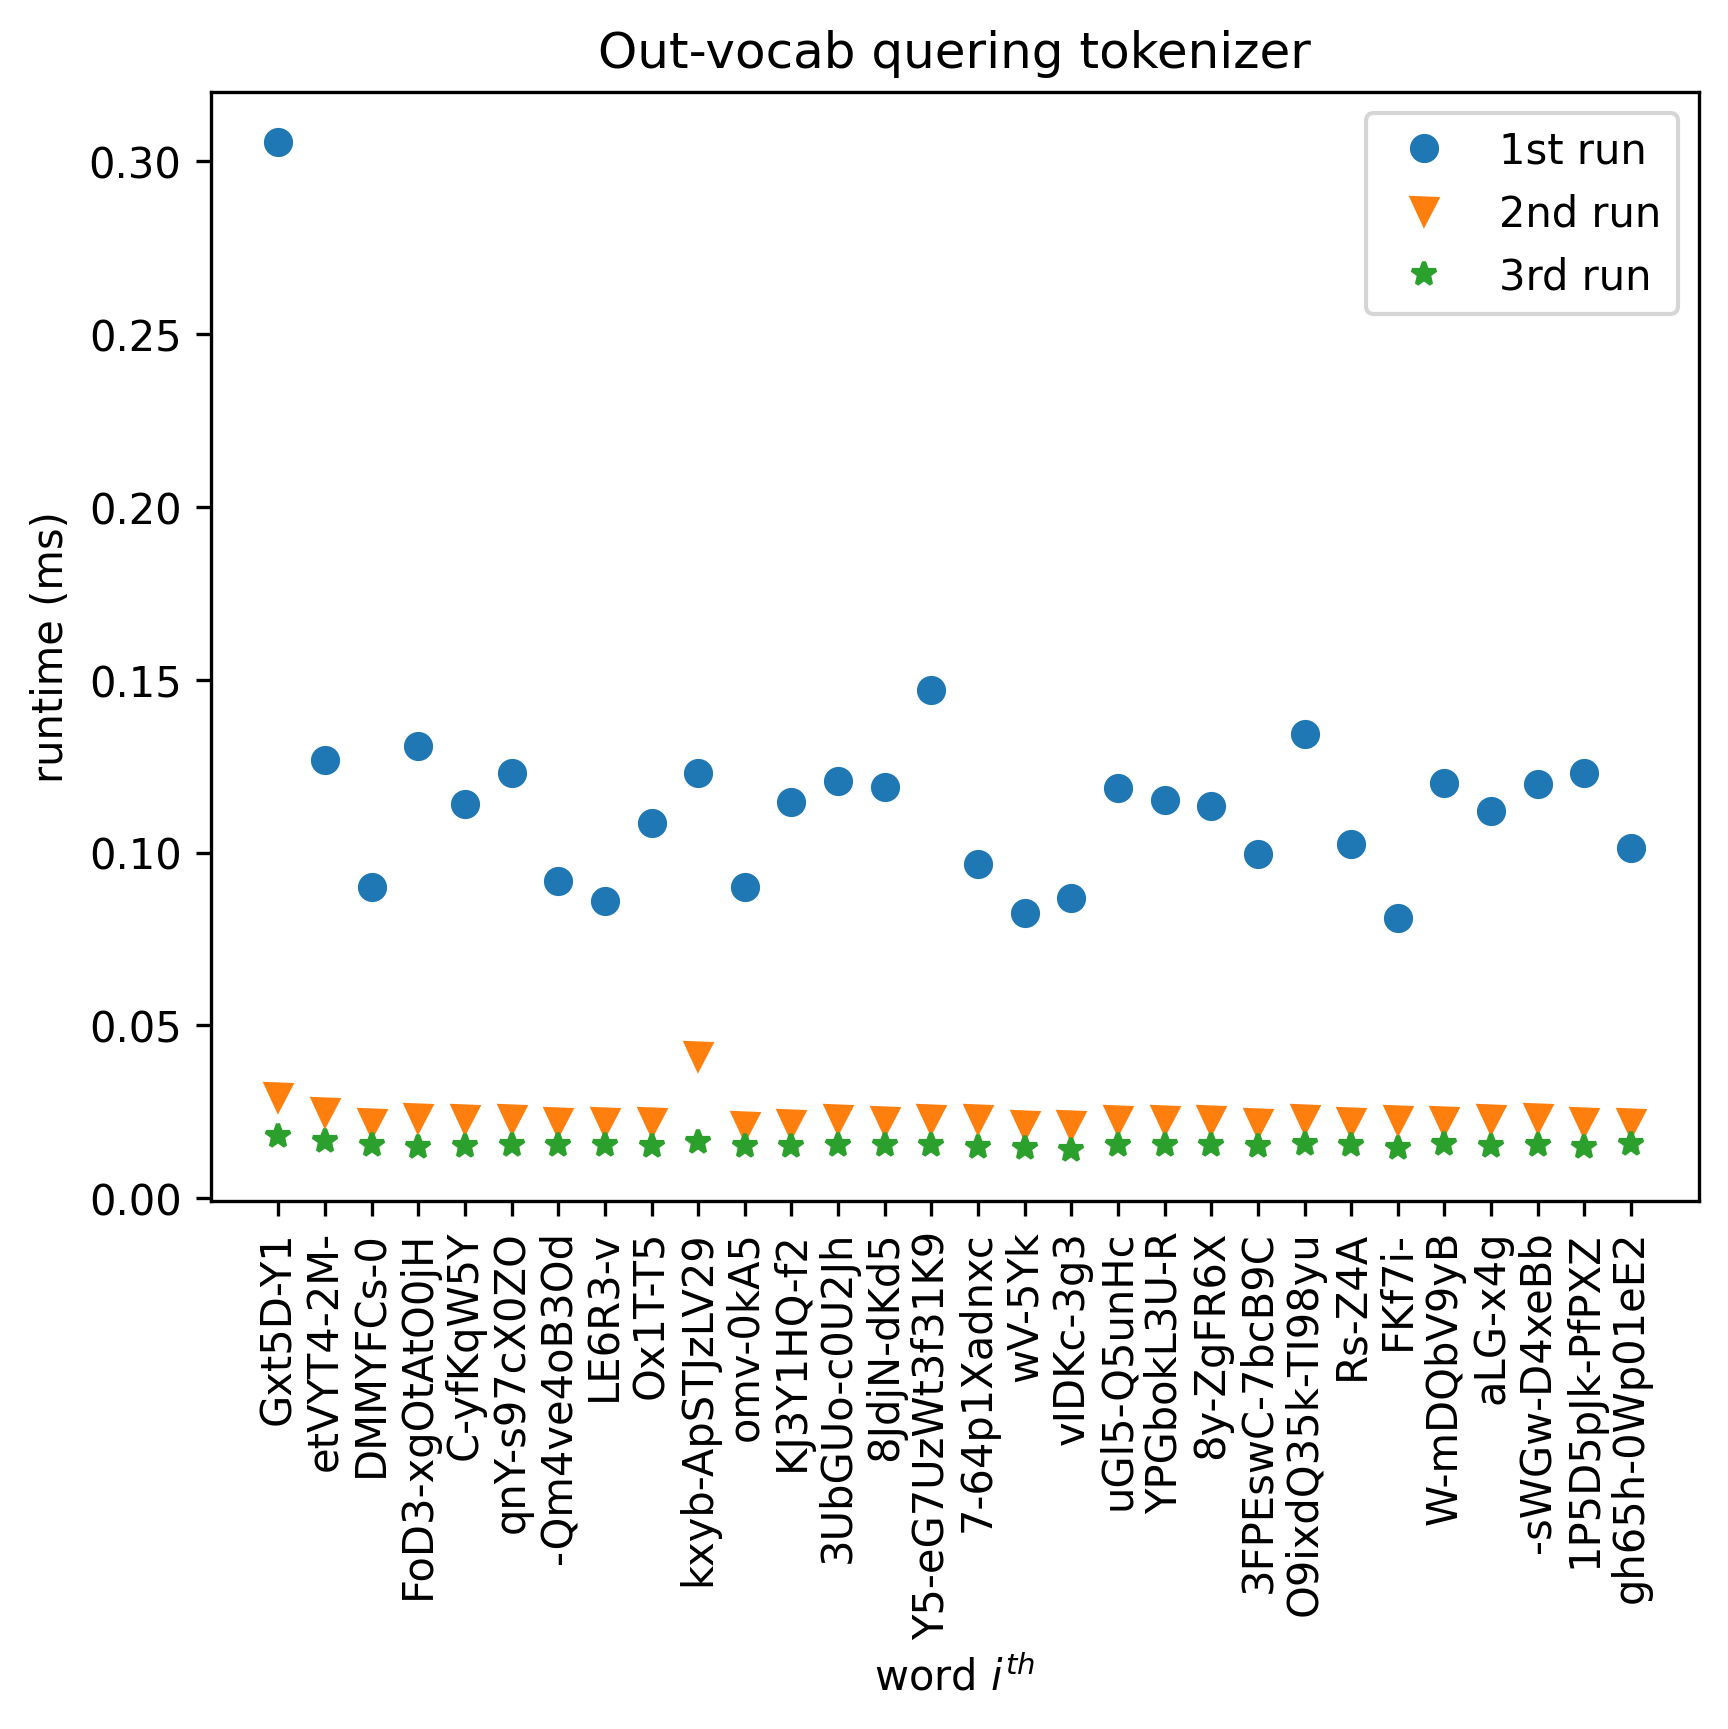 Out-vocab quering tokenizer
1st run
2nd run
3rd run
runtime (ms)
0.30
0.25
0.20
0.15
0.10
0.05
0.00
Gxt5D-Y1
etVYT4-2M-
DMMYFCs-0
FoD3-xgOtAtO0jH
C-yfKqW5Y
qnY-s97cX0ZO
-Qm4ve4oB3Od
LE6R3-v
Ox1T-T5
kxyb-ApSTJzLV29
omv-0kA5
KJ3Y1HQ-f2
3UbGUo-c0U2Jh
8JdjN-dKd5
Y5-eG7UzWt3f31K9
7-64p1Xadnxc
wV-5Yk
vIDKc-3g3
uGl5-Q5unHc
YPGbokL3U-R
8y-ZgFR6X
3FPEswC-7bcB9C
O9ixdQ35k-TI98yu
Rs-Z4A
FKf7i-
W-mDQbV9yB
aLG-x4g
-sWGw-D4xeBb
1P5D5pJk-PfPXZ
gh65h-0Wp01eE2
word i^th